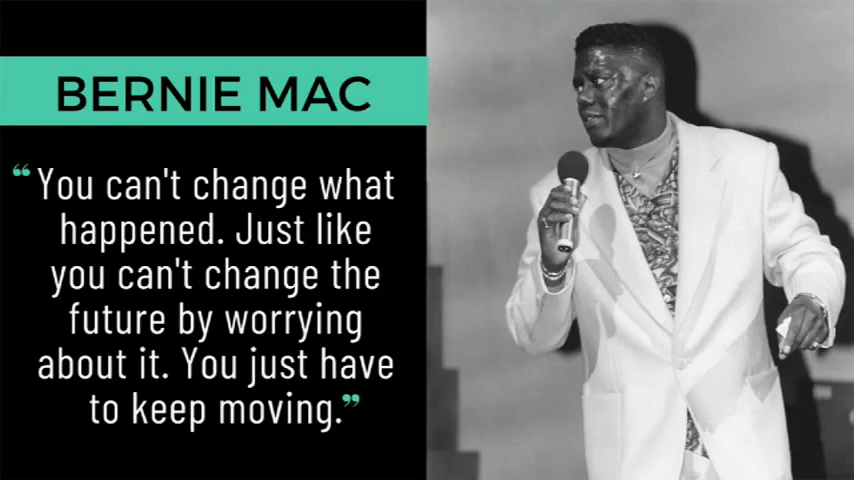 BERNIE MAC
“You can't change what
happened. Just like
you can't change the
future by worrying
about it. You just have
to keep moving.”